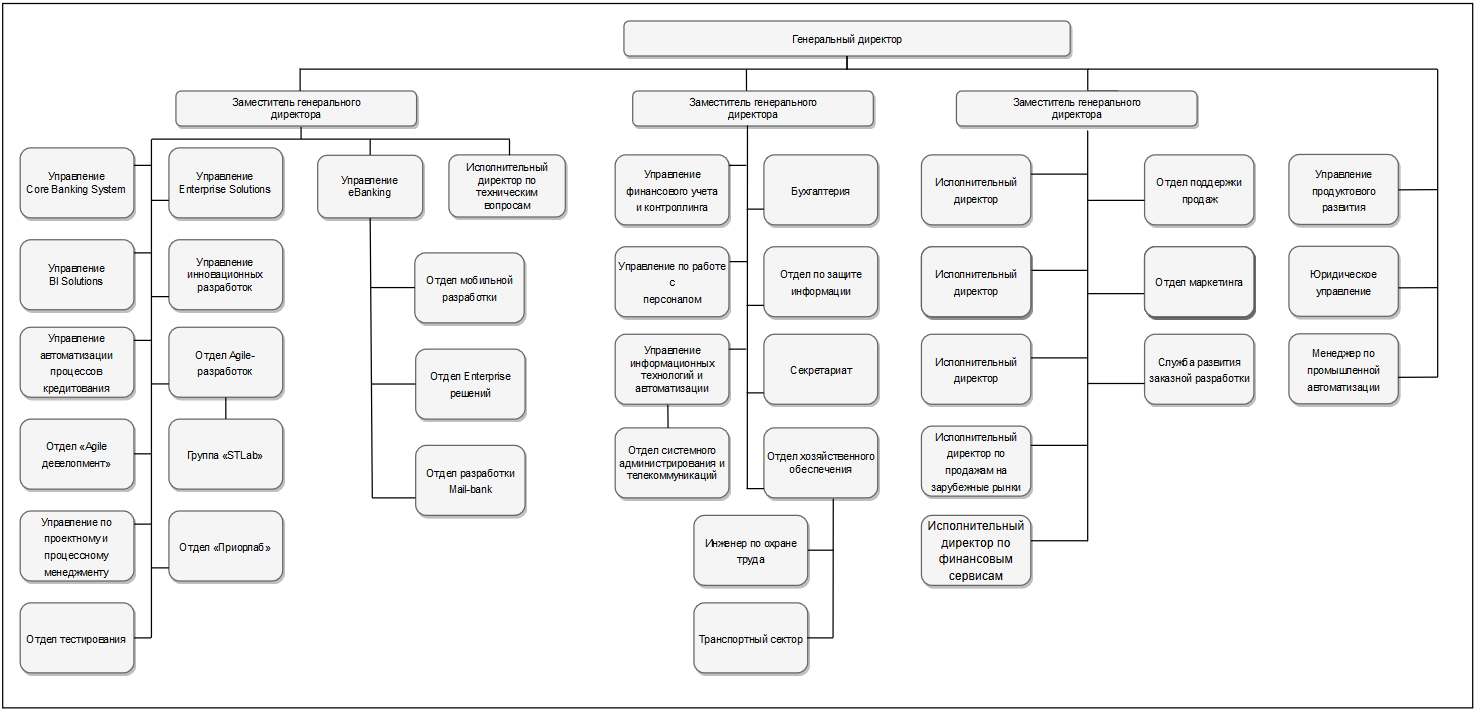 Генеральный директор
Заместитель генерального
директора
Заместитель генерального
директора
Заместитель генерального
директора
Управление
Core Banking System
Управление
Enterprise Solutions
Управление
eBanking
Исполнительный
директор по
техническим
вопросам
Управление
финансового учета
и контроллинга
Бухгалтерия
Исполнительный
директор
Отдел поддержки
продаж
Управление
продуктового
развития
Управление
BI Solutions
Управление
инновационных
разработок
Отдел мобильной
разработки
Управление по работе
с
персоналом
Отдел по защите
информации
Исполнительный
директор
Отдел маркетинга
Юридическое
управление
Управление
автоматизации
процессов
кредитования
Отдел Agile-
разработок
Отдел Enterprise
решений
Управление
информационных
технологий и
автоматизации
Секретариат
Исполнительный
директор
Служба развития
заказной разработки
Менеджер по
промышленной
автоматизации
Отдел «Agile
девелопмент»
Группа «STLab»
Отдел разработки
Mail-bank
Отдел системного
администрирования и
телекоммуникаций
Отдел хозяйственного
обеспечения
Исполнительный
директор по
продажам на
зарубежные рынки
Управление по
проектному и
процессному
менеджменту
Отдел «Приорлаб»
Инженер по охране
труда
Исполнительный
директор по
финансовым
сервисам
Отдел тестирования
Транспортный сектор